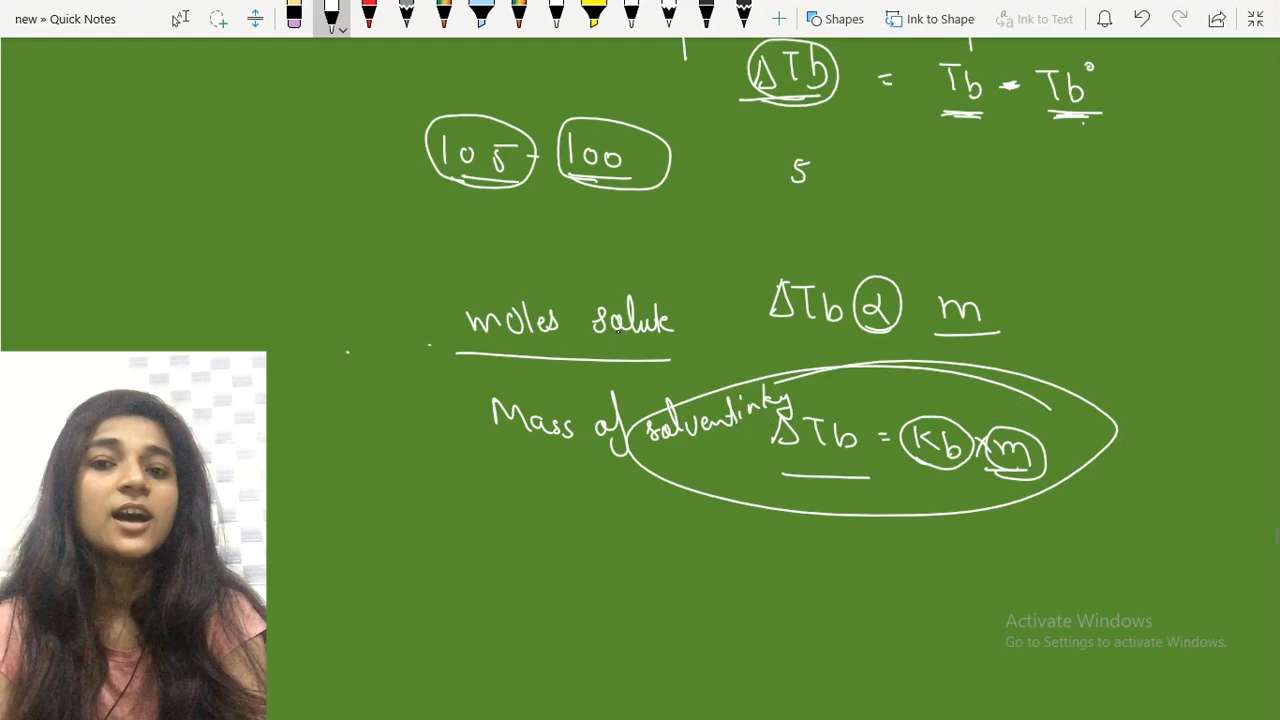 new » Quick Notes
Shapes
Ink to Shape
Ink to Text
ΔTb = Tb - Tb°
105 - 100 5
ΔTb α m
moles solute
Mass of solvent in kg
ΔTb = Kb × m
Activate Windows
Go to Settings to activate Windows.